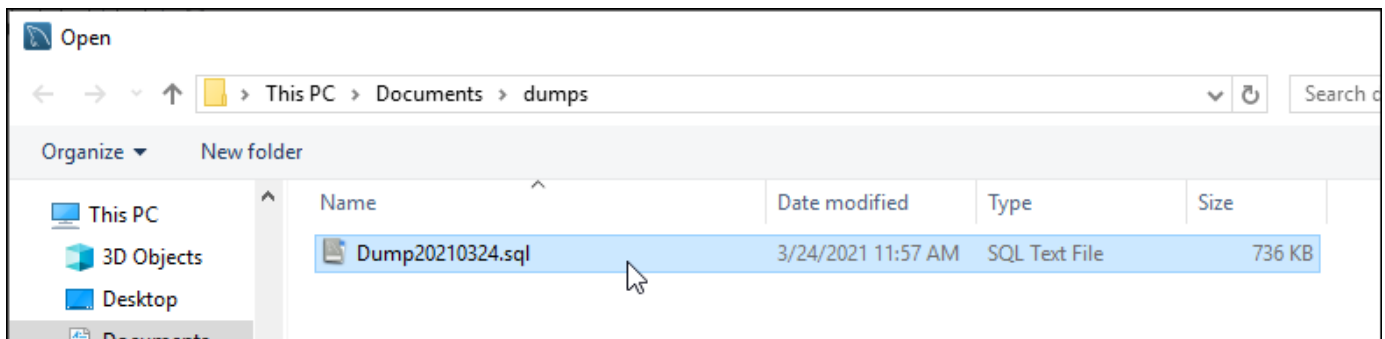 Open
This PC > Documents > dumps
Search
Organize
New folder
Name
Date modified
Type
Size
This PC
3D Objects
Desktop
Documents
Dump20210324.sql
3/24/2021 11:57 AM
SQL Text File
736 KB